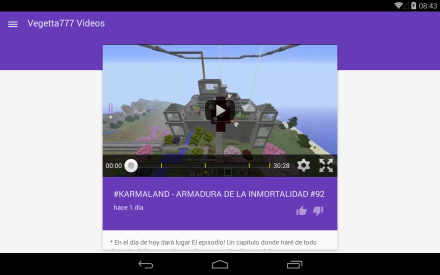 08:43
Vegetta777 Videos
00:00
30:28
#KARMALAND - ARMADURA DE LA INMORTALIDAD #92
hace 1 día
* En el día de hoy dará lugar El episodio! Un capítulo donde haré de todo